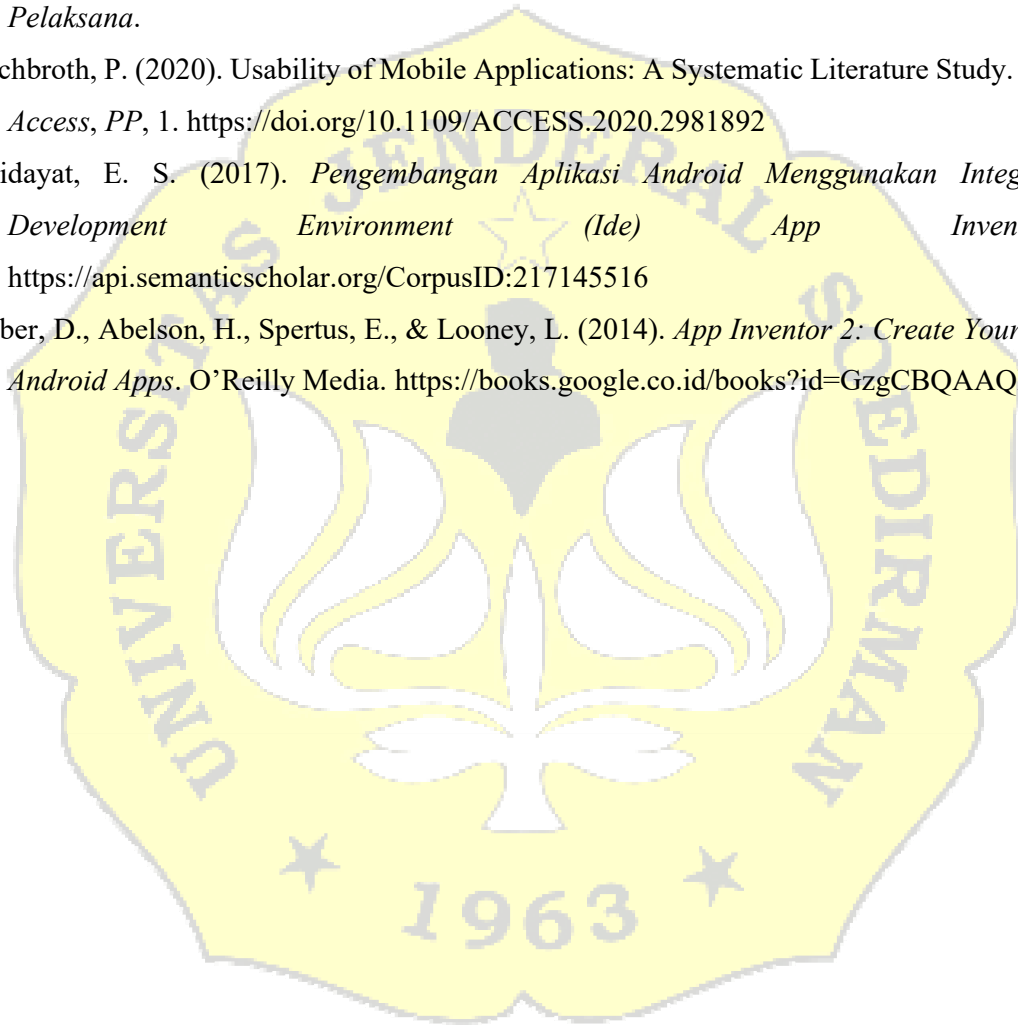 Pelaksana.
chbroth, P. (2020). Usability of Mobile Applications: A Systematic Literature Study.
Access, PP, 1. https://doi.org/10.1109/ACCESS.2020.2981892
idayat, E. S. (2017). Pengembangan Aplikasi Android Menggunakan Integ
Development Environment (Ide) App Inven
https://api.semanticscholar.org/CorpusID:217145516
ber, D., Abelson, H., Spertus, E., & Looney, L. (2014). App Inventor 2: Create Your
Android Apps. O’Reilly Media. https://books.google.co.id/books?id=GzgCBQAAQ
UNIVERSITAS JENDERAL SOEDIRMAN
1963